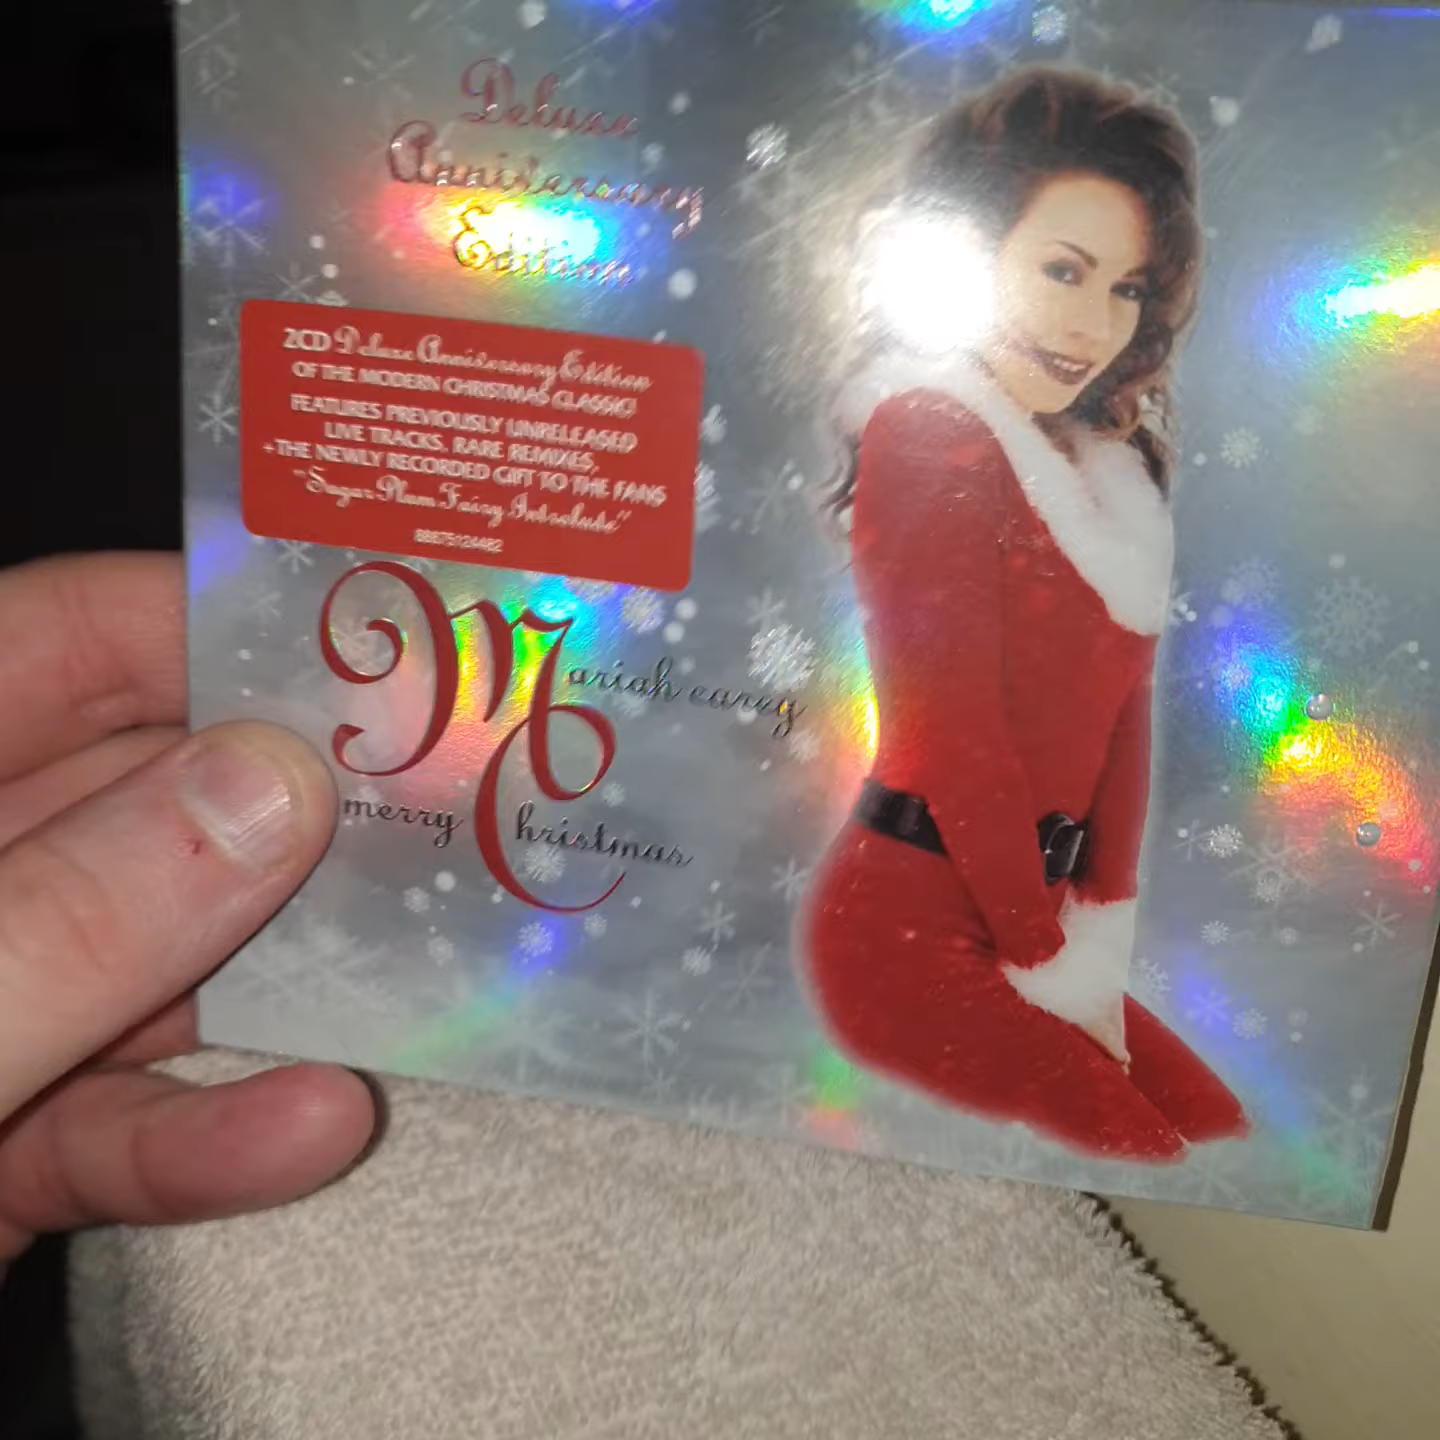 Deluxe
Anniversary
Edition
2CD Deluxe Anniversary Edition
OF THE MODERN CHRISTMAS CLASSIC!
FEATURES PREVIOUSLY UNRELEASED
LIVE TRACKS, RARE REMIXES,
+THE NEWLY RECORDED GIFT TO THE FANS
"Sugar Plum Fairy Introlude"
88875124482
Mariah carey
merry Christmas